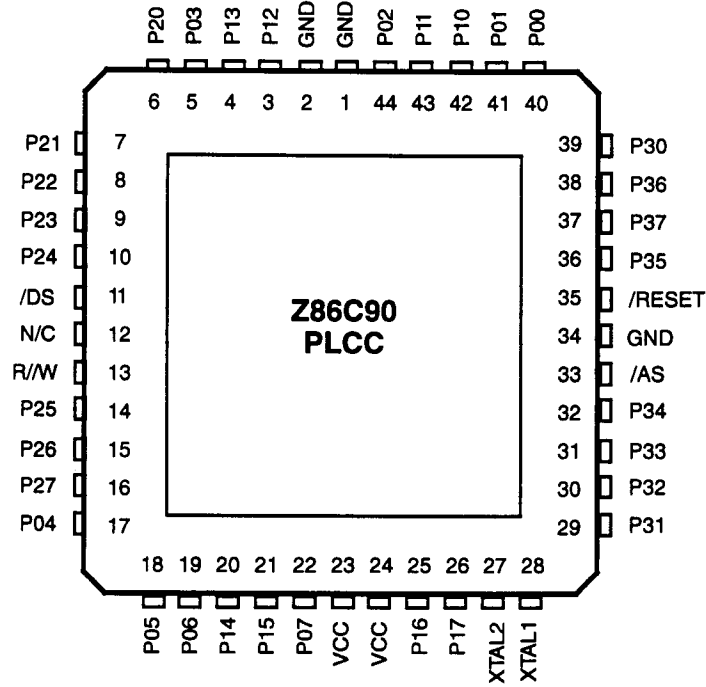 P20 P03 P13 P12 GND GND P02 P11 P10 P01 P00
6 5 4 3 2 1 44 43 42 41 40
P21 7 39 P30
P22 8 38 P36
P23 9 37 P37
P24 10 36 P35
/DS 11 35 /RESET
N/C 12 34 GND
R//W 13 33 /AS
P25 14 32 P34
P26 15 31 P33
P27 16 30 P32
P04 17 29 P31
Z86C90
PLCC
18 19 20 21 22 23 24 25 26 27 28
P05 P06 P14 P15 P07 VCC VCC P16 P17 XTAL2 XTAL1